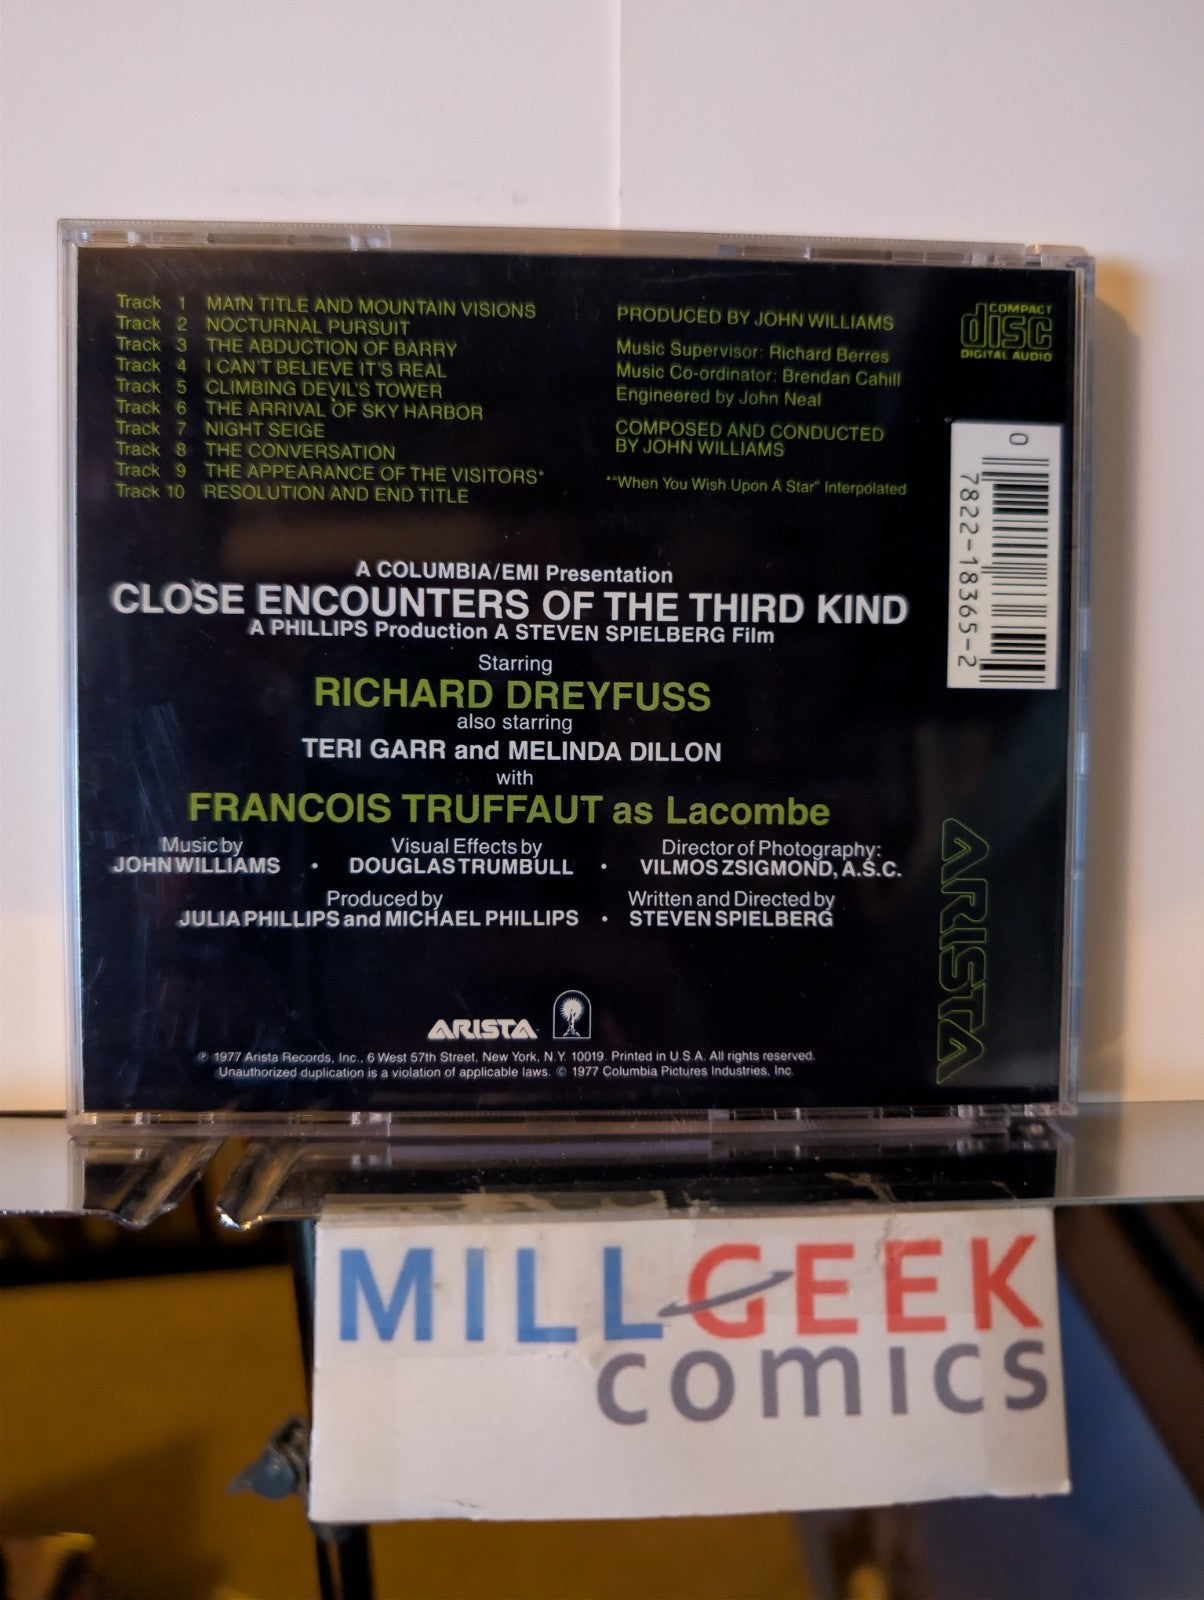 Track 1 MAIN TITLE AND MOUNTAIN VISIONS
Track 2 NOCTURNAL PURSUIT
Track 3 THE ABDUCTION OF BARRY
Track 4 I CAN'T BELIEVE IT'S REAL
Track 5 CLIMBING DEVIL'S TOWER
Track 6 THE ARRIVAL OF SKY HARBOR
Track 7 NIGHT SEIGE
Track 8 THE CONVERSATION
Track 9 THE APPEARANCE OF THE VISITORS*
Track 10 RESOLUTION AND END TITLE
PRODUCED BY JOHN WILLIAMS
Music Supervisor: Richard Berres
Music Co-ordinator: Brendan Cahill
Engineered by John Neal
COMPOSED AND CONDUCTED
BY JOHN WILLIAMS
*"When You Wish Upon A Star" Interpolated
COMPACT
disc
DIGITAL AUDIO
0
7822-18365-2
A COLUMBIA/EMI Presentation
CLOSE ENCOUNTERS OF THE THIRD KIND
A PHILLIPS Production A STEVEN SPIELBERG Film
Starring
RICHARD DREYFUSS
also starring
TERI GARR and MELINDA DILLON
with
FRANCOIS TRUFFAUT as Lacombe
Music by
JOHN WILLIAMS •
Visual Effects by
DOUGLAS TRUMBULL •
Director of Photography:
VILMOS ZSIGMOND, A.S.C.
Produced by
JULIA PHILLIPS and MICHAEL PHILLIPS •
Written and Directed by
STEVEN SPIELBERG
ARISTA
ARISTA
℗ 1977 Arista Records, Inc., 6 West 57th Street, New York, N.Y. 10019. Printed in U.S.A. All rights reserved.
Unauthorized duplication is a violation of applicable laws. © 1977 Columbia Pictures Industries, Inc
MILLGEEK
COMICS